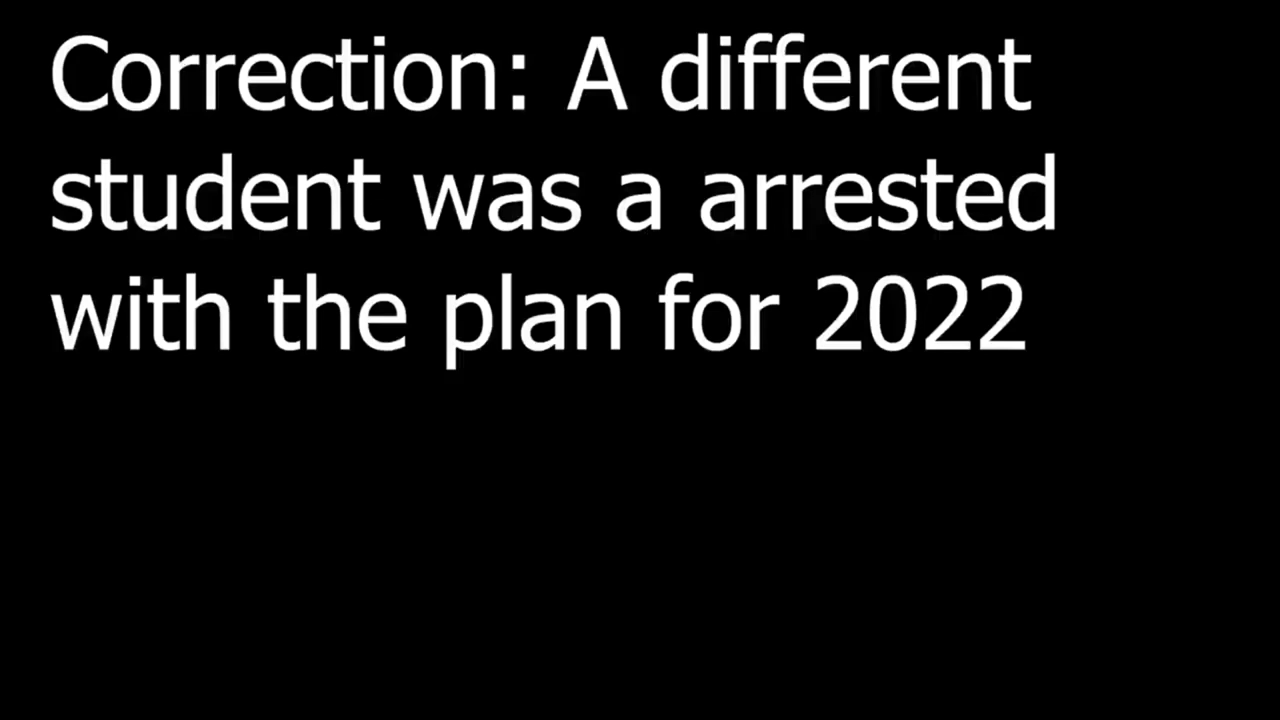 Correction: A different
student was a arrested
with the plan for 2022